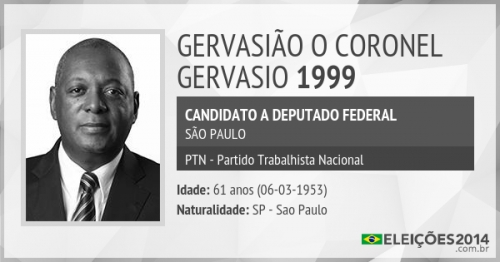 GERVASIÃO O CORONEL
GERVASIO 1999
CANDIDATO A DEPUTADO FEDERAL
SÃO PAULO
PTN - Partido Trabalhista Nacional
Idade: 61 anos (06-03-1953)
Naturalidade: SP - Sao Paulo
ELEIÇÕES2014
.com.br